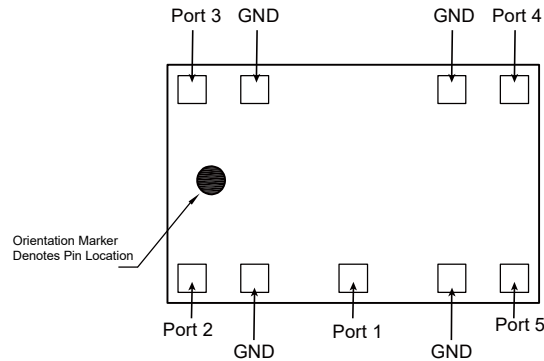 Port 3 GND GND Port 4
Orientation Marker
Denotes Pin Location
Port 2 GND Port 1 GND Port 5